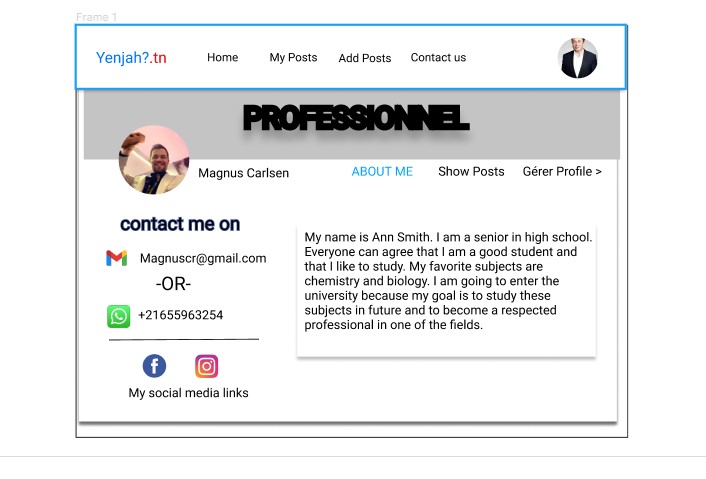 Frame 1
Yenjah?.tn
Home
My Posts
Add Posts
Contact us
PROFESSIONNEL
Magnus Carlsen
ABOUT ME
Show Posts
Gérer Profile >
contact me on
Magnuscr@gmail.com
-OR-
+21655963254
My social media links
My name is Ann Smith. I am a senior in high school.
Everyone can agree that I am a good student and
that I like to study. My favorite subjects are
chemistry and biology. I am going to enter the
university because my goal is to study these
subjects in future and to become a respected
professional in one of the fields.